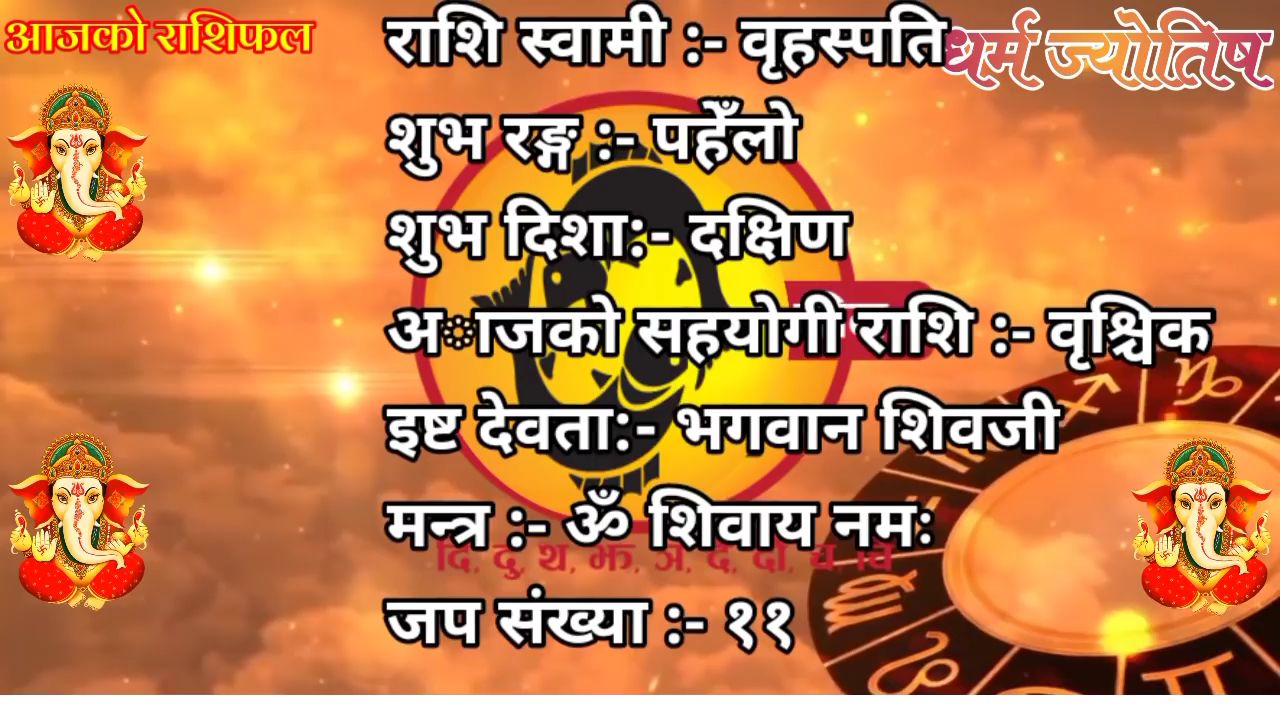 आजको राशिफल
धर्म ज्योतिष
राशि स्वामी :- वृहस्पति
शुभ रङ्ग :- पहेँलो
शुभ दिशा:- दक्षिण
अाजको सहयोगी राशि :- वृश्चिक
इष्ट देवता:- भगवान शिवजी
मन्त्र :- ॐ शिवाय नमः
दि, दु, थ, झ, ञ, दे, दो, च, चि
जप संख्या :- ११